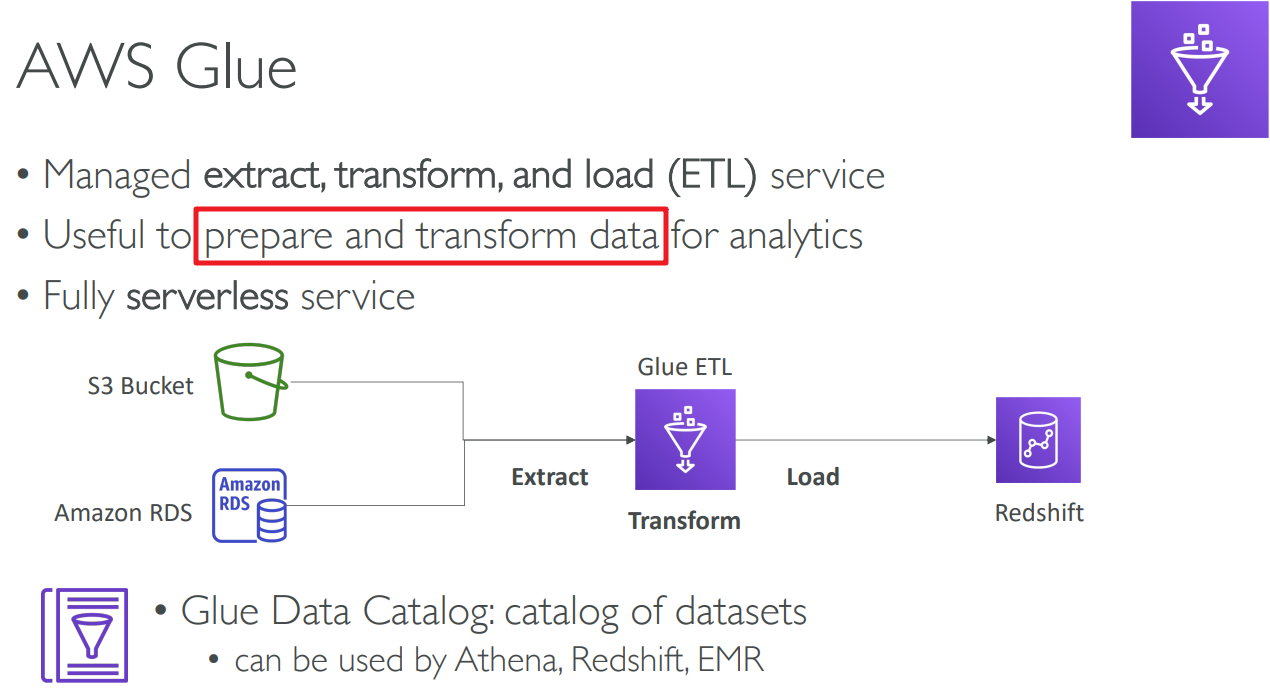 AWS Glue
• Managed extract, transform, and load (ETL) service
• Useful to prepare and transform data for analytics
• Fully serverless service
Glue ETL
S3 Bucket
Extract
Load
Amazon
RDS
Amazon RDS
Transform
Redshift
• Glue Data Catalog: catalog of datasets
• can be used by Athena, Redshift, EMR